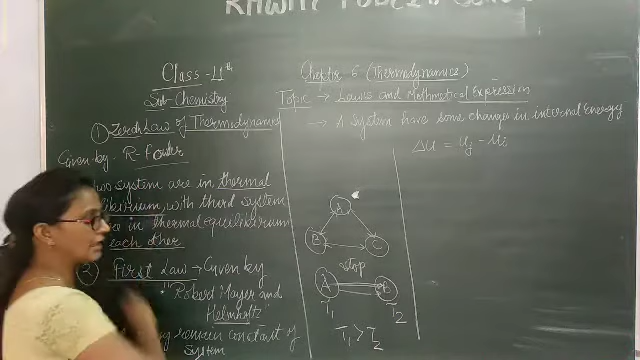 Class - 11th
Chapter 6 (Thermodynamics)
Sub - Chemistry
Topic → Laws and Mathematical Expression
① Zeroth Law of Thermodynamics
Given by - R-Fowler
two system are in thermal
with third system
in thermal equilibrium
each other
② First Law → Given by
"Robert Mayer and
Helmholtz
remain constant of
System
A
B
C
stop
A
B
T1
T2
T1 > T2
→ A system have some change in internal Energy
ΔU = Uf - Ui